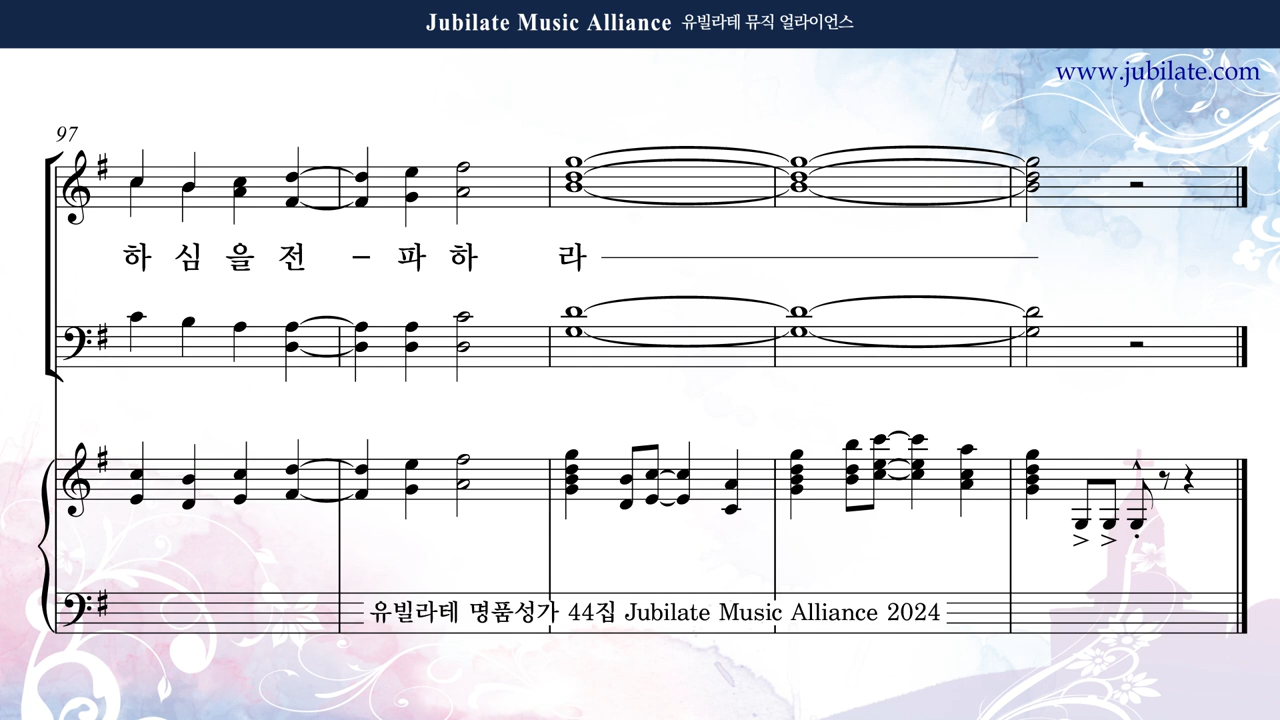 Jubilate Music Alliance 유빌라테 뮤직 얼라이언스
www.jubilate.com
97
하 심 을 전 – 파 하 라
유빌라테 명품성가 44집 Jubilate Music Alliance 2024